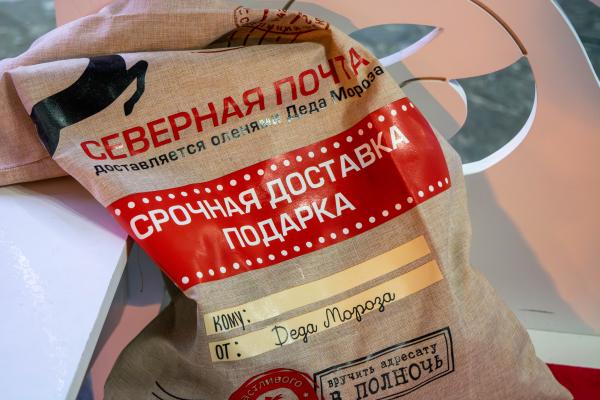 СЕВЕРНАЯ ПОЧТА
доставляется оленями Деда Мороза
СРОЧНАЯ ДОСТАВКА
ПОДАРКА
КОМУ:
ОТ: Деда Мороза
вручить адресату
В ПОЛНОЧЬ